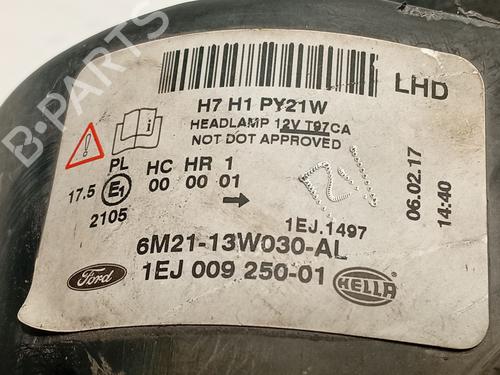 LHD
H7 H1 PY21W
HEADLAMP 12V T97CA
NOT DOT APPROVED
PL HC HR 1
17.5 E1 00 00 01
2105
1EJ.1497
6M21-13W030-AL
1EJ 009 250-01
Ford
HELLA
06.02.17
14:40
B-PARTS